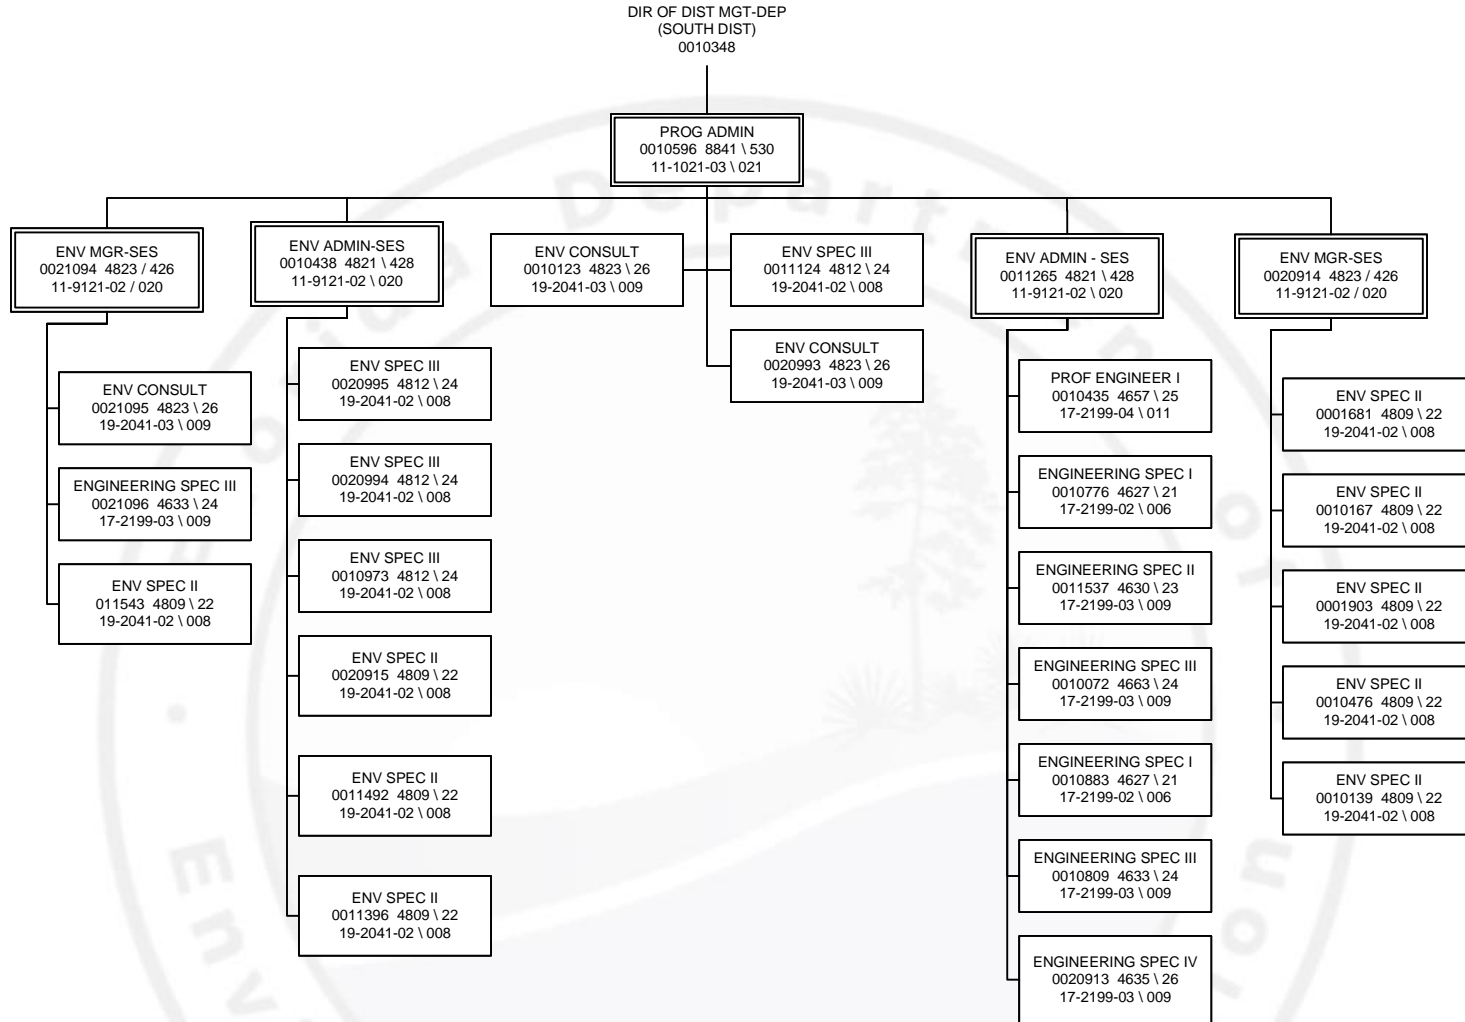 DIR OF DIST MGT-DEP
(SOUTH DIST)
0010348
PROG ADMIN
0010596 8841 \ 530
11-1021-03 \ 021
ENV MGR-SES
0021094 4823 / 426
11-9121-02 / 020
ENV CONSULT
0021095 4823 \ 26
19-2041-03 \ 009
ENGINEERING SPEC III
0021096 4633 \ 24
17-2199-03 \ 009
ENV SPEC II
011543 4809 \ 22
19-2041-02 \ 008
ENV ADMIN-SES
0010438 4821 \ 428
11-9121-02 \ 020
ENV SPEC III
0020995 4812 \ 24
19-2041-02 \ 008
ENV SPEC III
0020994 4812 \ 24
19-2041-02 \ 008
ENV SPEC III
0010973 4812 \ 24
19-2041-02 \ 008
ENV SPEC II
0020915 4809 \ 22
19-2041-02 \ 008
ENV SPEC II
0011492 4809 \ 22
19-2041-02 \ 008
ENV SPEC II
0011396 4809 \ 22
19-2041-02 \ 008
ENV CONSULT
0010123 4823 \ 26
19-2041-03 \ 009
ENV SPEC III
0011124 4812 \ 24
19-2041-02 \ 008
ENV CONSULT
0020993 4823 \ 26
19-2041-03 \ 009
ENV ADMIN - SES
0011265 4821 \ 428
11-9121-02 \ 020
PROF ENGINEER I
0010435 4657 \ 25
17-2199-04 \ 011
ENGINEERING SPEC I
0010776 4627 \ 21
17-2199-02 \ 006
ENGINEERING SPEC II
0011537 4630 \ 23
17-2199-03 \ 009
ENGINEERING SPEC III
0010072 4663 \ 24
17-2199-03 \ 009
ENGINEERING SPEC I
0010883 4627 \ 21
17-2199-02 \ 006
ENGINEERING SPEC III
0010809 4633 \ 24
17-2199-03 \ 009
ENGINEERING SPEC IV
0020913 4635 \ 26
17-2199-03 \ 009
ENV MGR-SES
0020914 4823 / 426
11-9121-02 / 020
ENV SPEC II
0001681 4809 \ 22
19-2041-02 \ 008
ENV SPEC II
0010167 4809 \ 22
19-2041-02 \ 008
ENV SPEC II
0001903 4809 \ 22
19-2041-02 \ 008
ENV SPEC II
0010476 4809 \ 22
19-2041-02 \ 008
ENV SPEC II
0010139 4809 \ 22
19-2041-02 \ 008